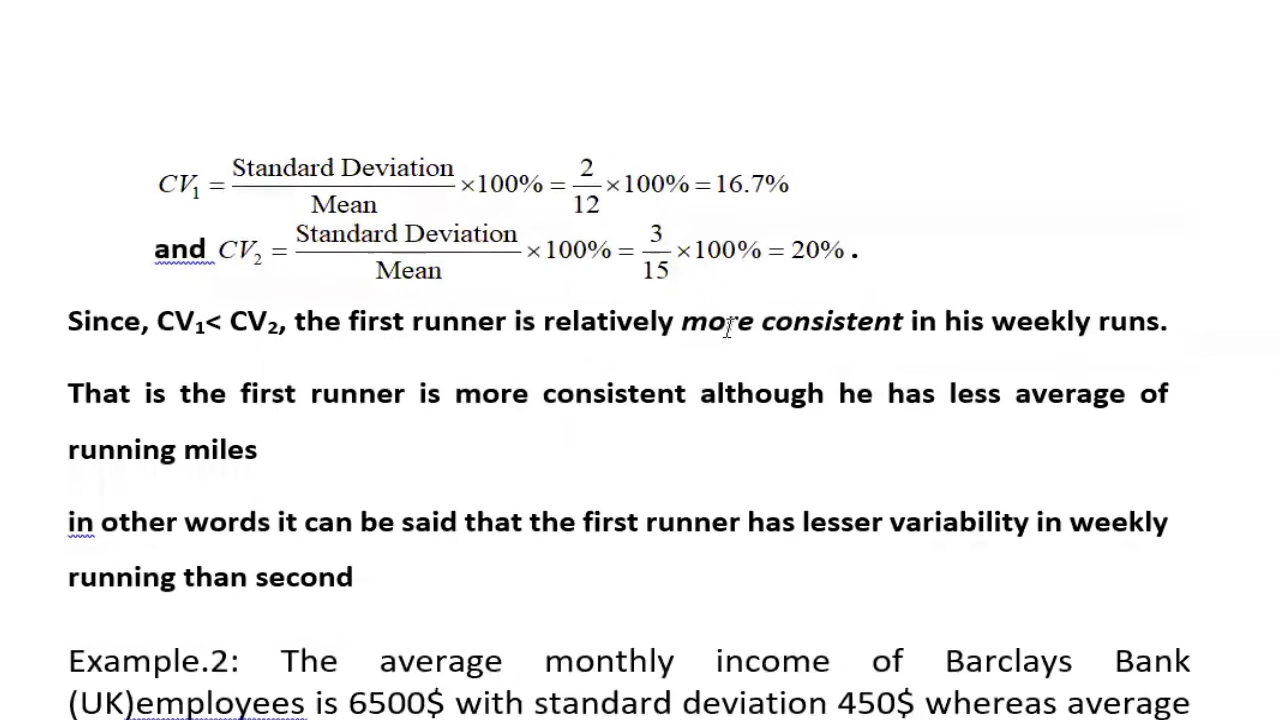 CV₁ = Standard Deviation / Mean ×100% = 2/12 ×100% = 16.7%
and CV₂ = Standard Deviation / Mean ×100% = 3/15 ×100% = 20% .
Since, CV₁< CV₂, the first runner is relatively more consistent in his weekly runs.
That is the first runner is more consistent although he has less average of
running miles
in other words it can be said that the first runner has lesser variability in weekly
running than second
Example.2: The average monthly income of Barclays Bank
(UK)employees is 6500$ with standard deviation 450$ whereas average